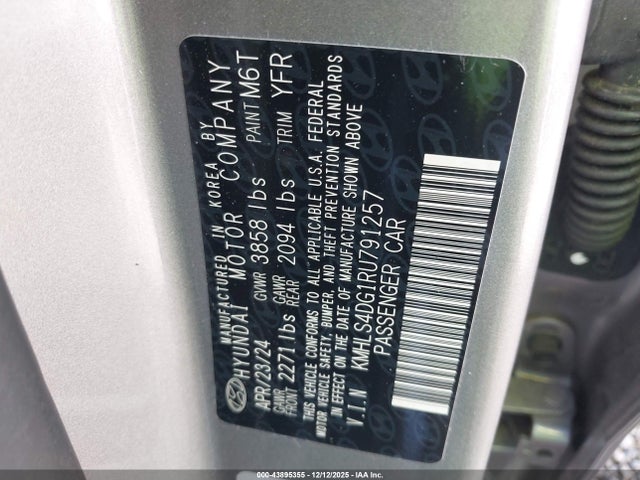 MANUFACTURED IN KOREA BY
HYUNDAI MOTOR COMPANY
APR/23/24 GVWR 3858 lbs PAINT M6T
GAWR FRONT 2271 lbs GAWR REAR 2094 lbs TRIM YFR
THIS VEHICLE CONFORMS TO ALL APPLICABLE U.S.A. FEDERAL
MOTOR VEHICLE SAFETY, BUMPER, AND THEFT PREVENTION STANDARDS
IN EFFECT ON THE DATE OF MANUFACTURE SHOWN ABOVE
V.I.N KMHLS4DG1RU791257
PASSENGER CAR
000-43895355 - 12/12/2025 - IAA Inc.